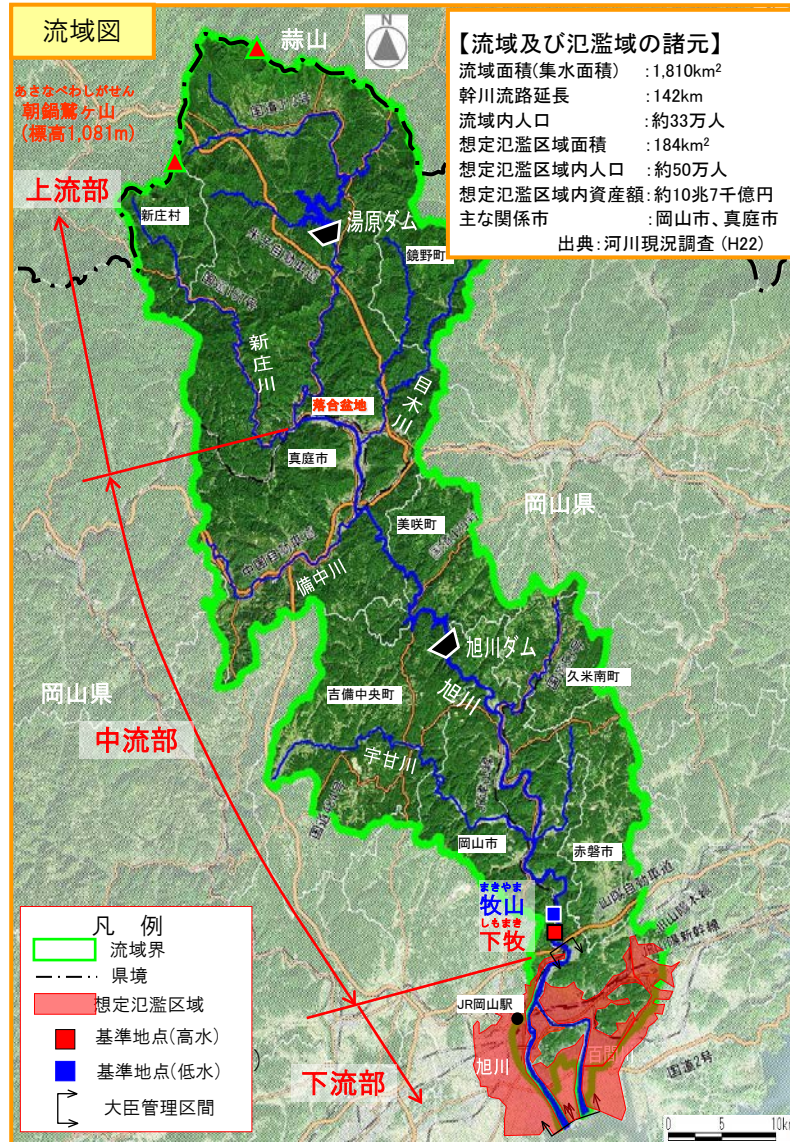 流域図
N
蒜山
あさなべわしがせん
朝鍋鷲ヶ山
(標高1,081m)
【流域及び氾濫域の諸元】
流域面積(集水面積) :1,810km²
幹川流路延長 :142km
流域内人口 :約33万人
想定氾濫区域面積 :184km²
想定氾濫区域内人口 :約50万人
想定氾濫区域内資産額:約10兆7千億円
主な関係市 :岡山市、真庭市
出典:河川現況調査 (H22)
上流部
新庄村
湯原ダム
鏡野町
新庄川
目木川
落合盆地
真庭市
岡山県
美咲町
中国自動車道
備中川
旭川ダム
旭川
久米南町
岡山県
吉備中央町
中流部
宇甘川
岡山市
赤磐市
山陽自動車道
まきやま
牧山
しもまき
下牧
JR岡山駅
旭川
百間川
国道2号
下流部
凡 例
流域界
県境
想定氾濫区域
基準地点(高水)
基準地点(低水)
大臣管理区間
0 5 10km